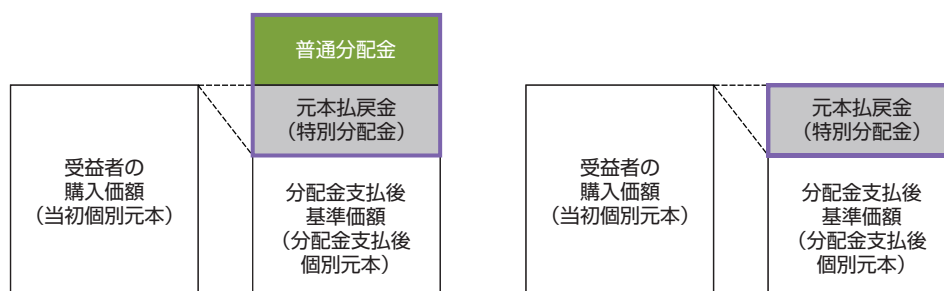 普通分配金
元本払戻金
（特別分配金）
受益者の
購入価額
（当初個別元本）
分配金支払後
基準価額
（分配金支払後
個別元本）
元本払戻金
（特別分配金）
受益者の
購入価額
（当初個別元本）
分配金支払後
基準価額
（分配金支払後
個別元本）